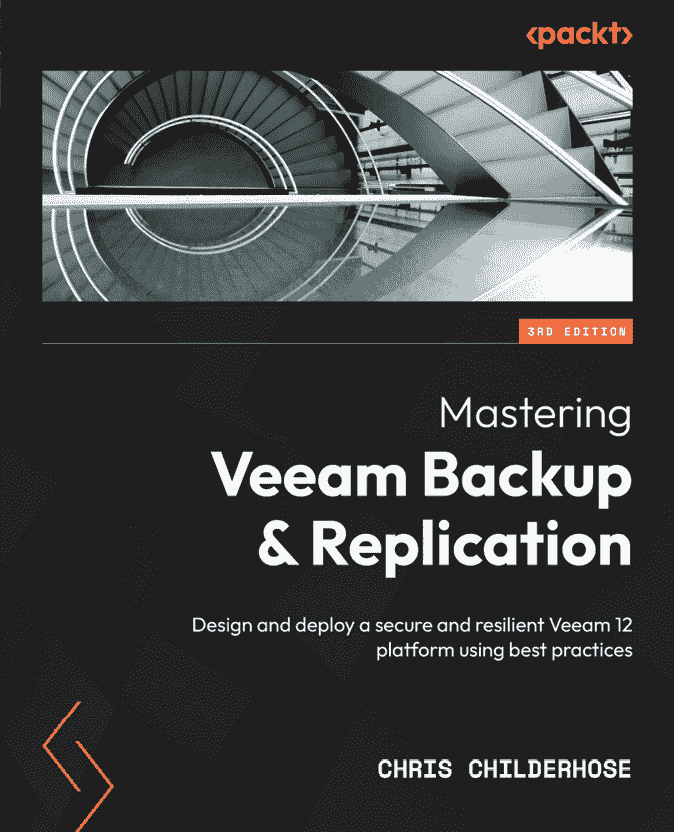 <packt>
3RD EDITION
Mastering
Veeam Backup
& Replication
Design and deploy a secure and resilient Veeam 12
platform using best practices
CHRIS CHILDERHOSE